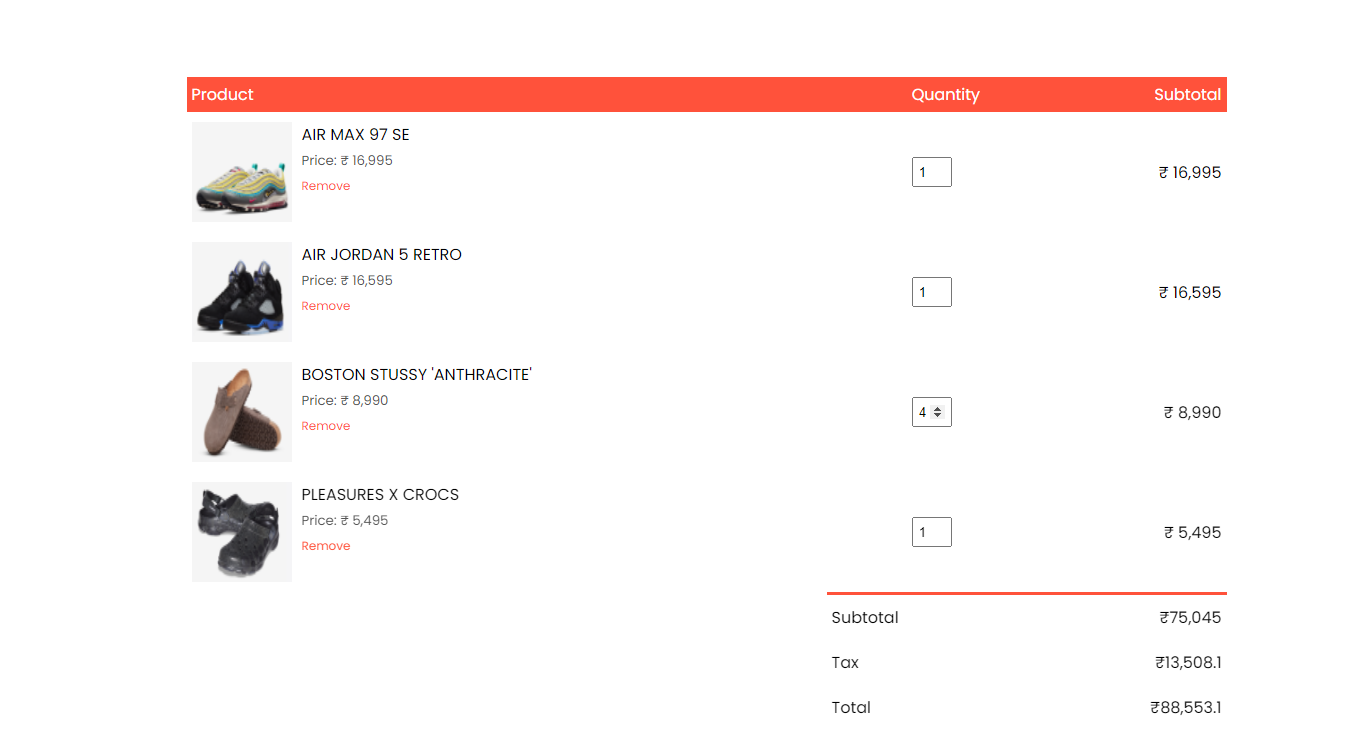 Product Quantity Subtotal
AIR MAX 97 SE
Price: ₹ 16,995
Remove
1
₹ 16,995
AIR JORDAN 5 RETRO
Price: ₹ 16,595
Remove
1
₹ 16,595
BOSTON STUSSY 'ANTHRACITE'
Price: ₹ 8,990
Remove
4
₹ 8,990
PLEASURES X CROCS
Price: ₹ 5,495
Remove
1
₹ 5,495
Subtotal ₹75,045
Tax ₹13,508.1
Total ₹88,553.1